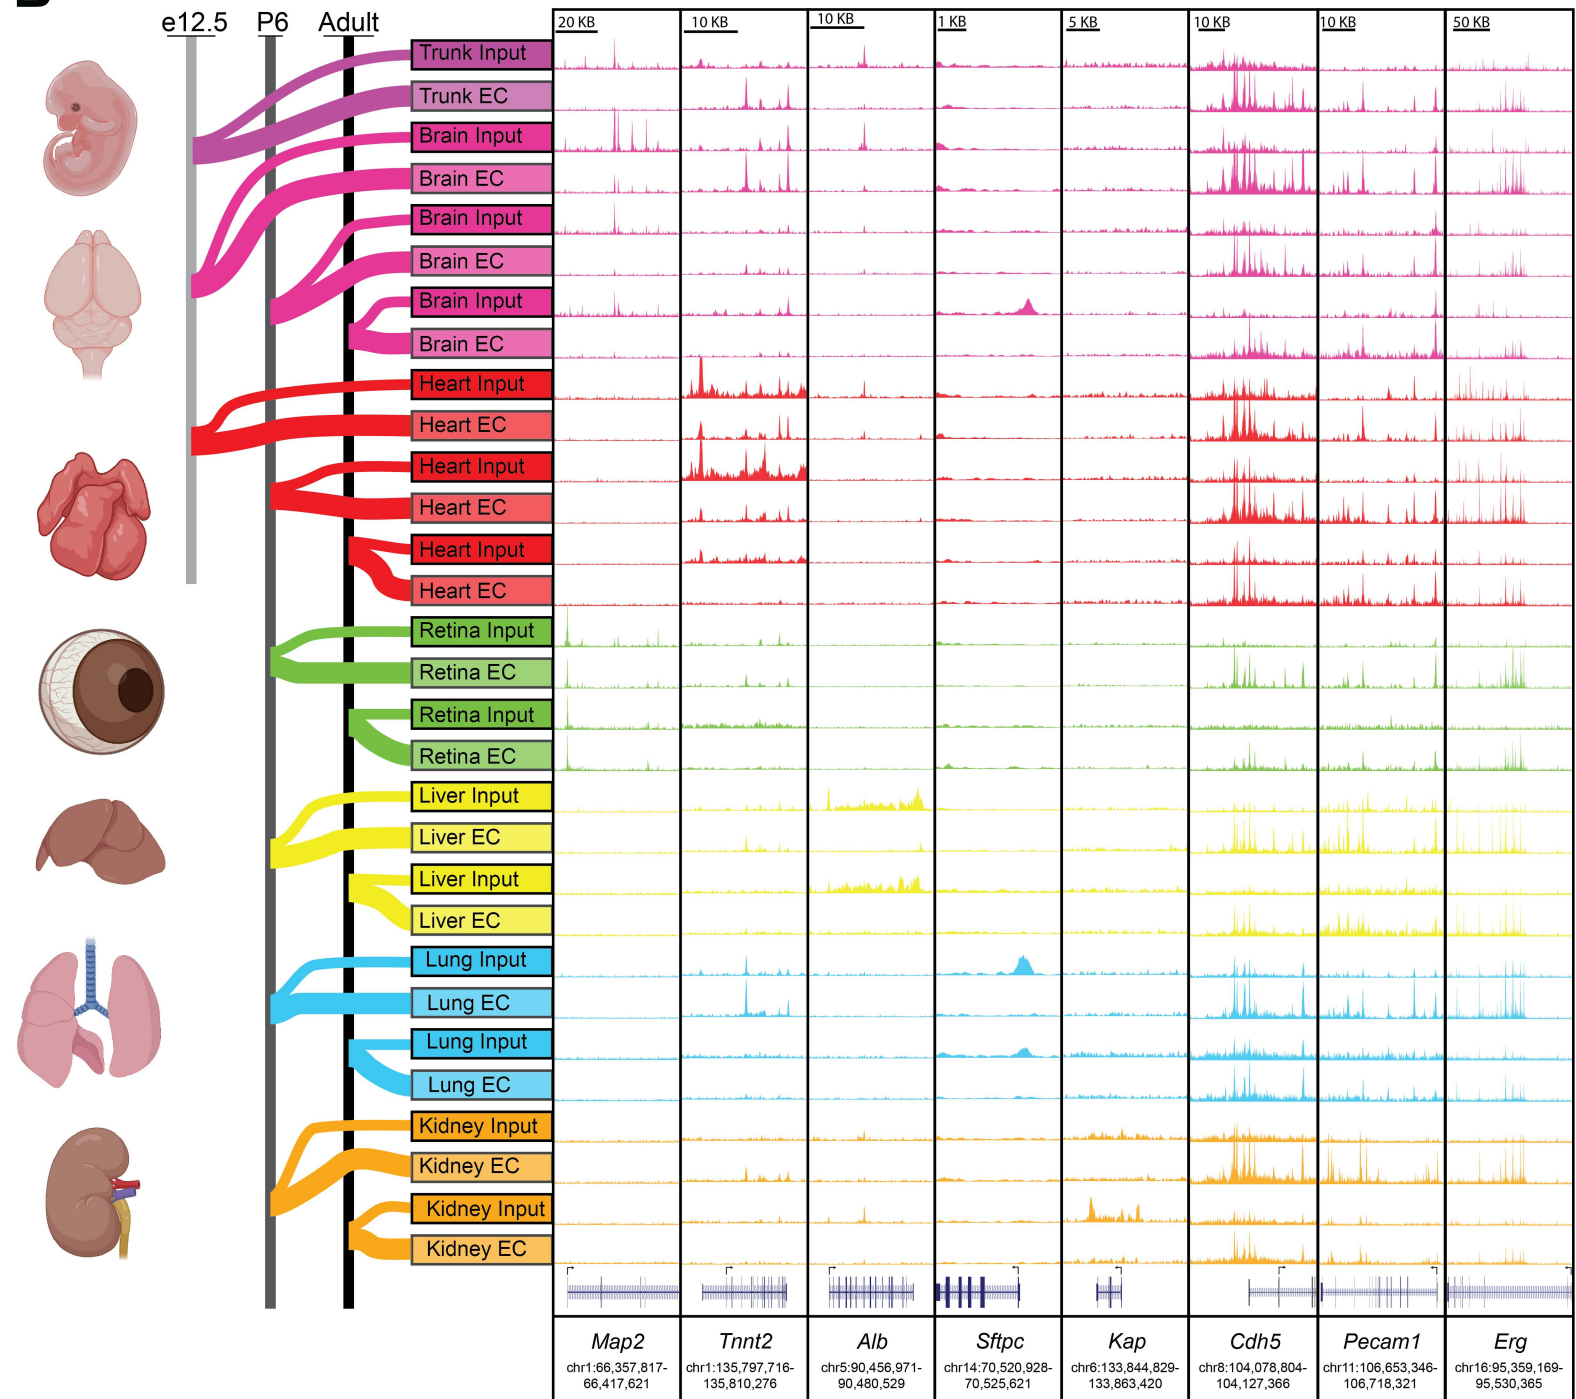 e12.5 P6 Adult
20 KB 10 KB 10 KB 1 KB 5 KB 10 KB 10 KB 50 KB
Trunk Input
Trunk EC
Brain Input
Brain EC
Brain Input
Brain EC
Brain Input
Brain EC
Heart Input
Heart EC
Heart Input
Heart EC
Heart Input
Heart EC
Retina Input
Retina EC
Retina Input
Retina EC
Liver Input
Liver EC
Liver Input
Liver EC
Lung Input
Lung EC
Lung Input
Lung EC
Kidney Input
Kidney EC
Kidney Input
Kidney EC
Map2 Tnnt2 Alb Sftpc Kap Cdh5 Pecam1 Erg
chr1:66,357,817- chr1:135,797,716- chr5:90,456,971- chr14:70,520,928- chr6:133,844,829- chr8:104,078,804- chr11:106,653,346- chr16:95,359,169-
66,417,621 135,810,276 90,480,529 70,525,621 133,863,420 104,127,366 106,718,321 95,530,365